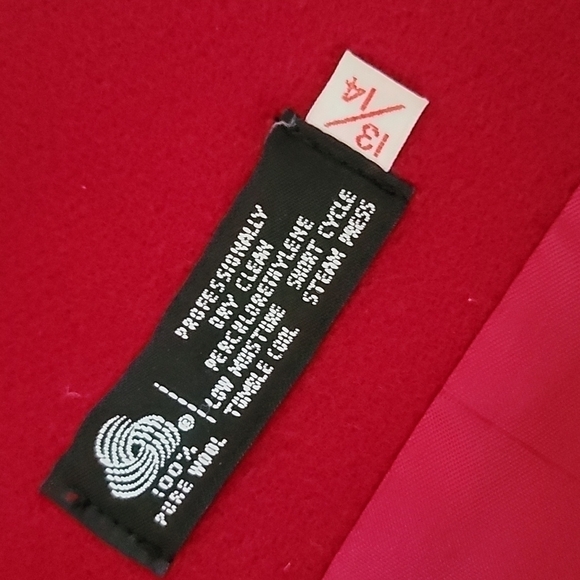 13/14
PROFESSIONALLY
DRY CLEAN
PERCHLORETHYLENE
LOW MOISTURE SHORT CYCLE
TUMBLE COOL STEAM PRESS
®
100%
PURE WOOL